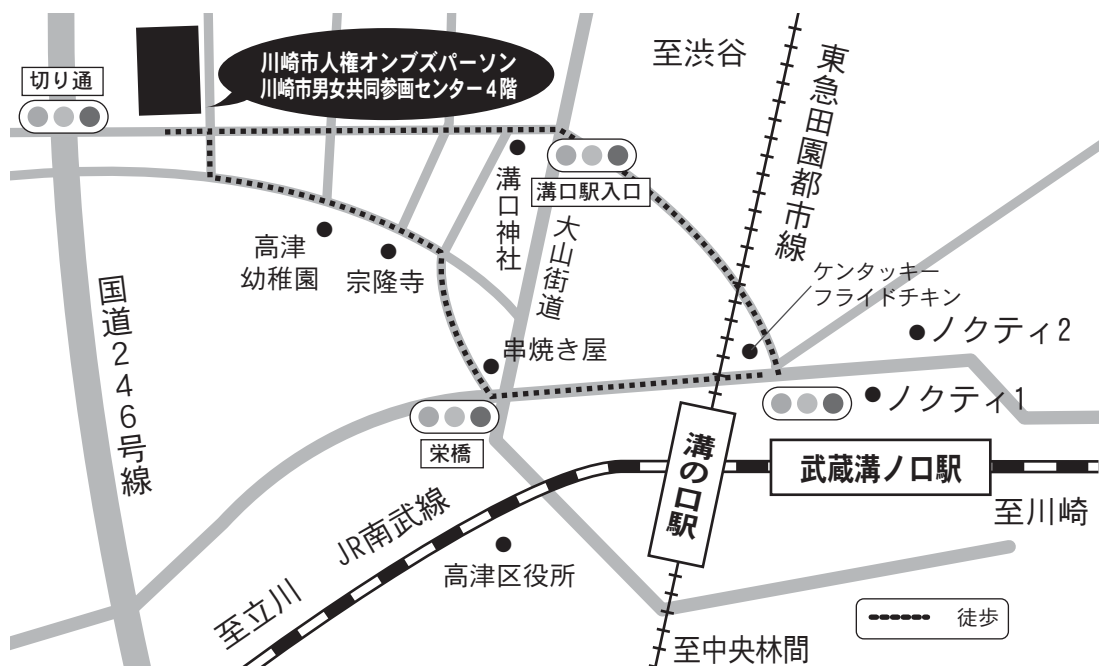 川崎市人権オンブズパーソン
川崎市男女共同参画センター4階
切り通
至渋谷
東急田園都市線
溝口駅入口
溝口神社
大山街道
高津
幼稚園
宗隆寺
ケンタッキー
フライドチキン
国道246号線
串焼き屋
ノクティ2
ノクティ1
栄橋
溝の口駅
武蔵溝ノ口駅
至川崎
JR南武線
高津区役所
至立川
徒歩
至中央林間